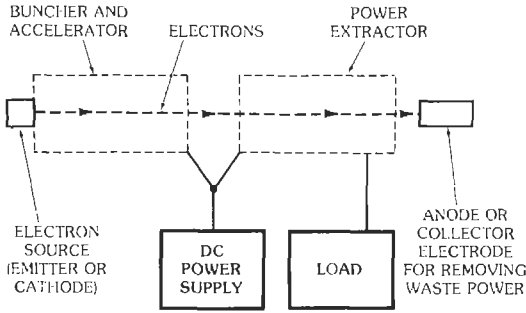 BUNCHER AND
ACCELERATOR
ELECTRONS
POWER
EXTRACTOR
ELECTRON
SOURCE
(EMITTER OR
CATHODE)
DC
POWER
SUPPLY
LOAD
ANODE OR
COLLECTOR
ELECTRODE
FOR REMOVING
WASTE POWER